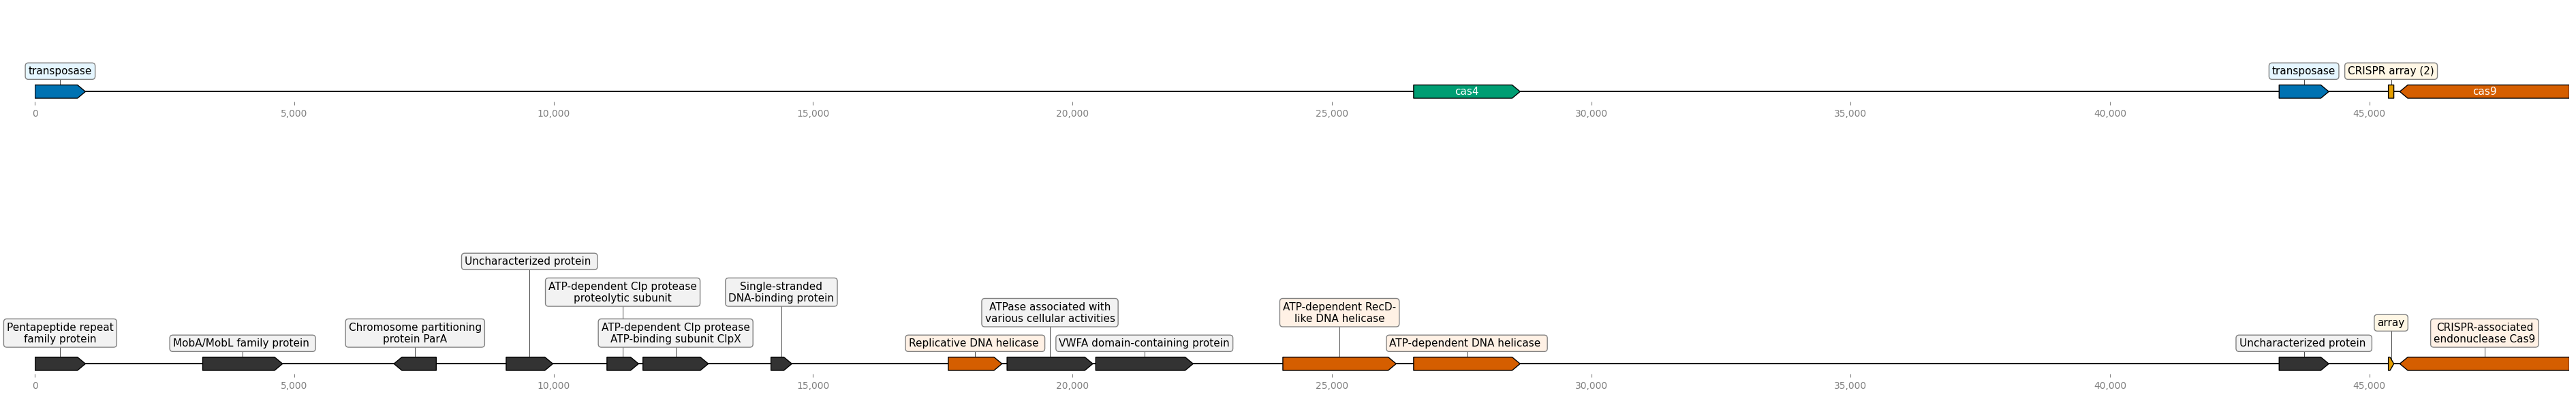 transposase
transposase
CRISPR array (2)
cas4
cas9
0
5,000
10,000
15,000
20,000
25,000
30,000
35,000
40,000
45,000
Uncharacterized protein
ATP-dependent Clp protease
proteolytic subunit
Single-stranded
DNA-binding protein
ATPase associated with
various cellular activities
ATP-dependent RecD-
like DNA helicase
array
Pentapeptide repeat
family protein
MobA/MobL family protein
Chromosome partitioning
protein ParA
ATP-dependent Clp protease
ATP-binding subunit ClpX
Replicative DNA helicase
VWFA domain-containing protein
ATP-dependent DNA helicase
Uncharacterized protein
CRISPR-associated
endonuclease Cas9
0
5,000
10,000
15,000
20,000
25,000
30,000
35,000
40,000
45,000